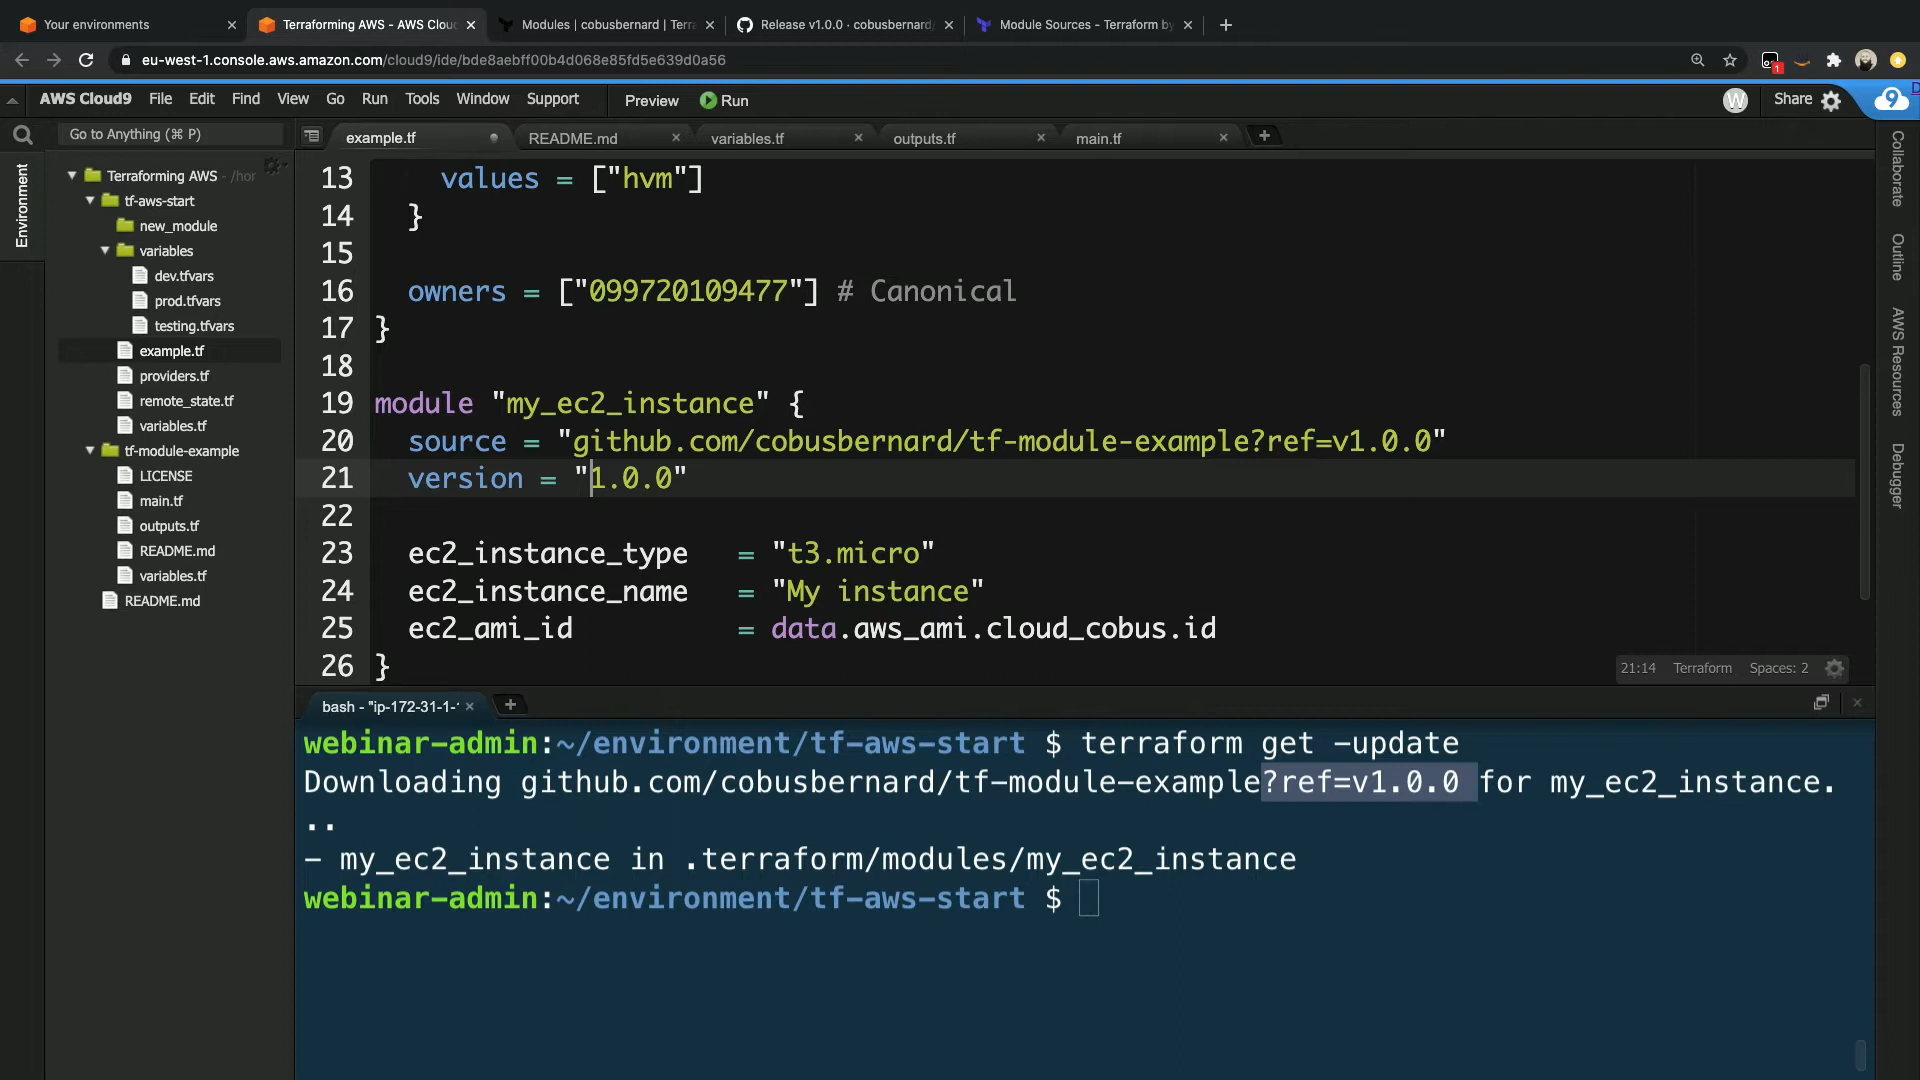 Your environments
Terraforming AWS - AWS Clou
Modules | cobusbernard | Terr
Release v1.0.0 · cobusbernard/
Module Sources - Terraform by
eu-west-1.console.aws.amazon.com/cloud9/ide/bde8aebff00b4d068e85fd5e639d0a56
1
AWS Cloud9 File Edit Find View Go Run Tools Window Support Preview Run W Share 9
Go to Anything (⌘ P)
example.tf README.md variables.tf outputs.tf main.tf
Environment
Terraforming AWS - /hor
tf-aws-start
new_module
variables
dev.tfvars
prod.tfvars
testing.tfvars
example.tf
providers.tf
remote_state.tf
variables.tf
tf-module-example
LICENSE
main.tf
outputs.tf
README.md
variables.tf
README.md
13 values = ["hvm"]
14 }
15
16 owners = ["099720109477"] # Canonical
17 }
18
19 module "my_ec2_instance" {
20 source = "github.com/cobusbernard/tf-module-example?ref=v1.0.0"
21 version = "1.0.0"
22
23 ec2_instance_type = "t3.micro"
24 ec2_instance_name = "My instance"
25 ec2_ami_id = data.aws_ami.cloud_cobus.id
26 }
21:14 Terraform Spaces: 2
Collaborate
Outline
AWS Resources
Debugger
bash - "ip-172-31-1-
webinar-admin:~/environment/tf-aws-start $ terraform get -update
Downloading github.com/cobusbernard/tf-module-example?ref=v1.0.0 for my_ec2_instance.
..
- my_ec2_instance in .terraform/modules/my_ec2_instance
webinar-admin:~/environment/tf-aws-start $